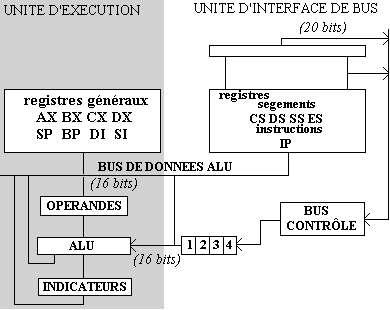 UNITE D'EXECUTION
UNITE D'INTERFACE DE BUS
(20 bits)
registres généraux
AX BX CX DX
SP BP DI SI
registres
segements
CS DS SS ES
instructions
IP
BUS DE DONNEES ALU
(16 bits)
OPERANDES
BUS
CONTRÔLE
ALU
1 2 3 4
(16 bits)
INDICATEURS